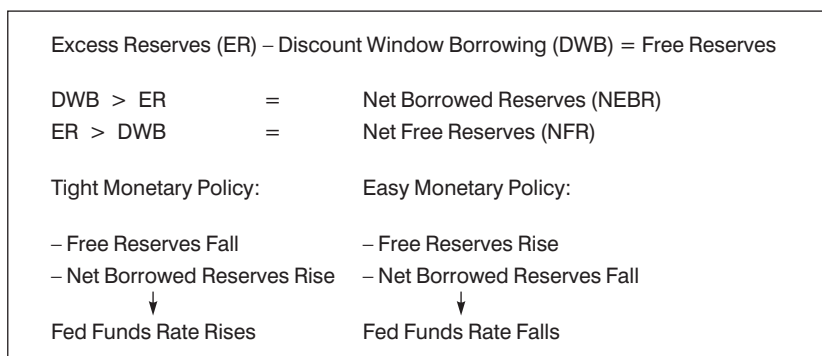 Excess Reserves (ER) – Discount Window Borrowing (DWB) = Free Reserves
DWB > ER = Net Borrowed Reserves (NEBR)
ER > DWB = Net Free Reserves (NFR)
Tight Monetary Policy: Easy Monetary Policy:
– Free Reserves Fall – Free Reserves Rise
– Net Borrowed Reserves Rise – Net Borrowed Reserves Fall
Fed Funds Rate Rises Fed Funds Rate Falls